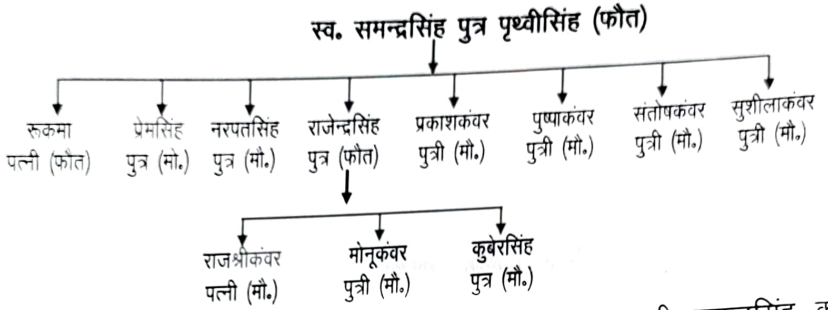 स्व. समन्द्रसिंह पुत्र पृथ्वीसिंह (फौत)
रूकमा प्रेमसिंह नरपतसिंह राजेन्द्रसिंह प्रकाशकंवर पुष्पाकंवर संतोषकंवर सुशीलाकंवर
पत्नी (फौत) पुत्र (मो.) पुत्र (मौ.) पुत्र (फौत) पुत्री (मौ.) पुत्री (मौ.) पुत्री (मौ.) पुत्री (मौ.)
राजश्रीकंवर मोनूकंवर कुबेरसिंह
पत्नी (मौ.) पुत्री (मौ.) पुत्र (मौ.)